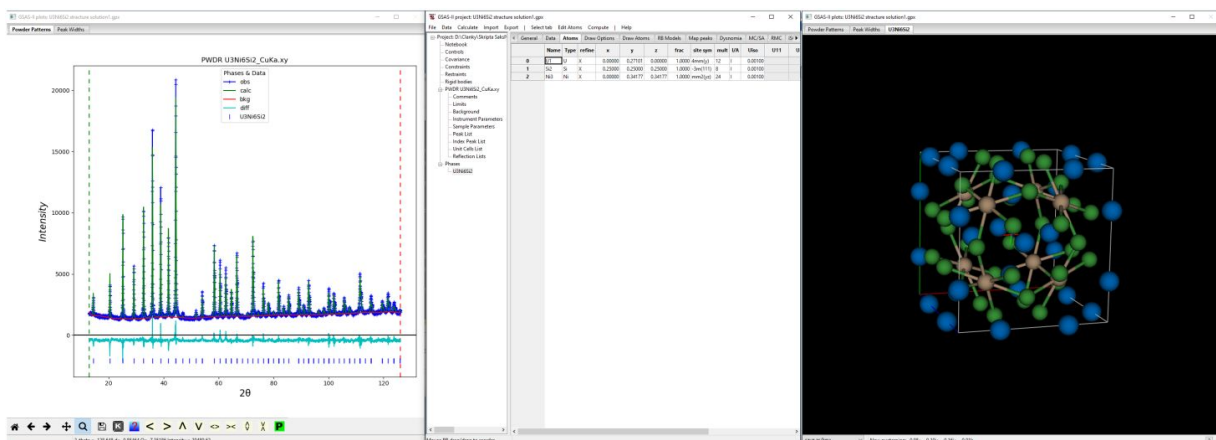 GSAS-II plots: U3Ni6Si2 structure solution1.gpx
Powder Patterns Peak Widths
PWDR U3Ni6Si2_CuKa.xy
Phases & Data
obs
calc
bkg
diff
U3Ni6Si2
Intensity
20000
15000
10000
5000
0
20 40 60 80 100 120
2θ
GSAS-II project: U3Ni6Si2 structure solution1.gpx
File Data Calculate Import Export | Select tab Edit Atoms Compute | Help
Notebook
Controls
Covariance
Constraints
Restraints
Rigid bodies
PWDR U3Ni6Si2_CuKa.xy
Comments
Limits
Background
Instrument Parameters
Sample Parameters
Peak List
Index Peak List
Unit Cells List
Reflection Lists
Phases
U3Ni6Si2
General Data Atoms Draw Options Draw Atoms RB Models Map peaks Dysnomia MC/SA RMC
Name Type refine x y z frac site sym mult I/A Uiso U11
0 U1 U X 0.00000 0.27101 0.00000 1.0000 4mm(y) 12 I 0.00100
1 Si2 Si X 0.25000 0.25000 0.25000 1.0000 -3m(111) 8 I 0.00100
2 Ni3 Ni X 0.00000 0.34177 0.34177 1.0000 mm2(yz) 24 I 0.00100
GSAS-II plots: U3Ni6Si2 structure solution1.gpx
Powder Patterns Peak Widths U3Ni6Si2